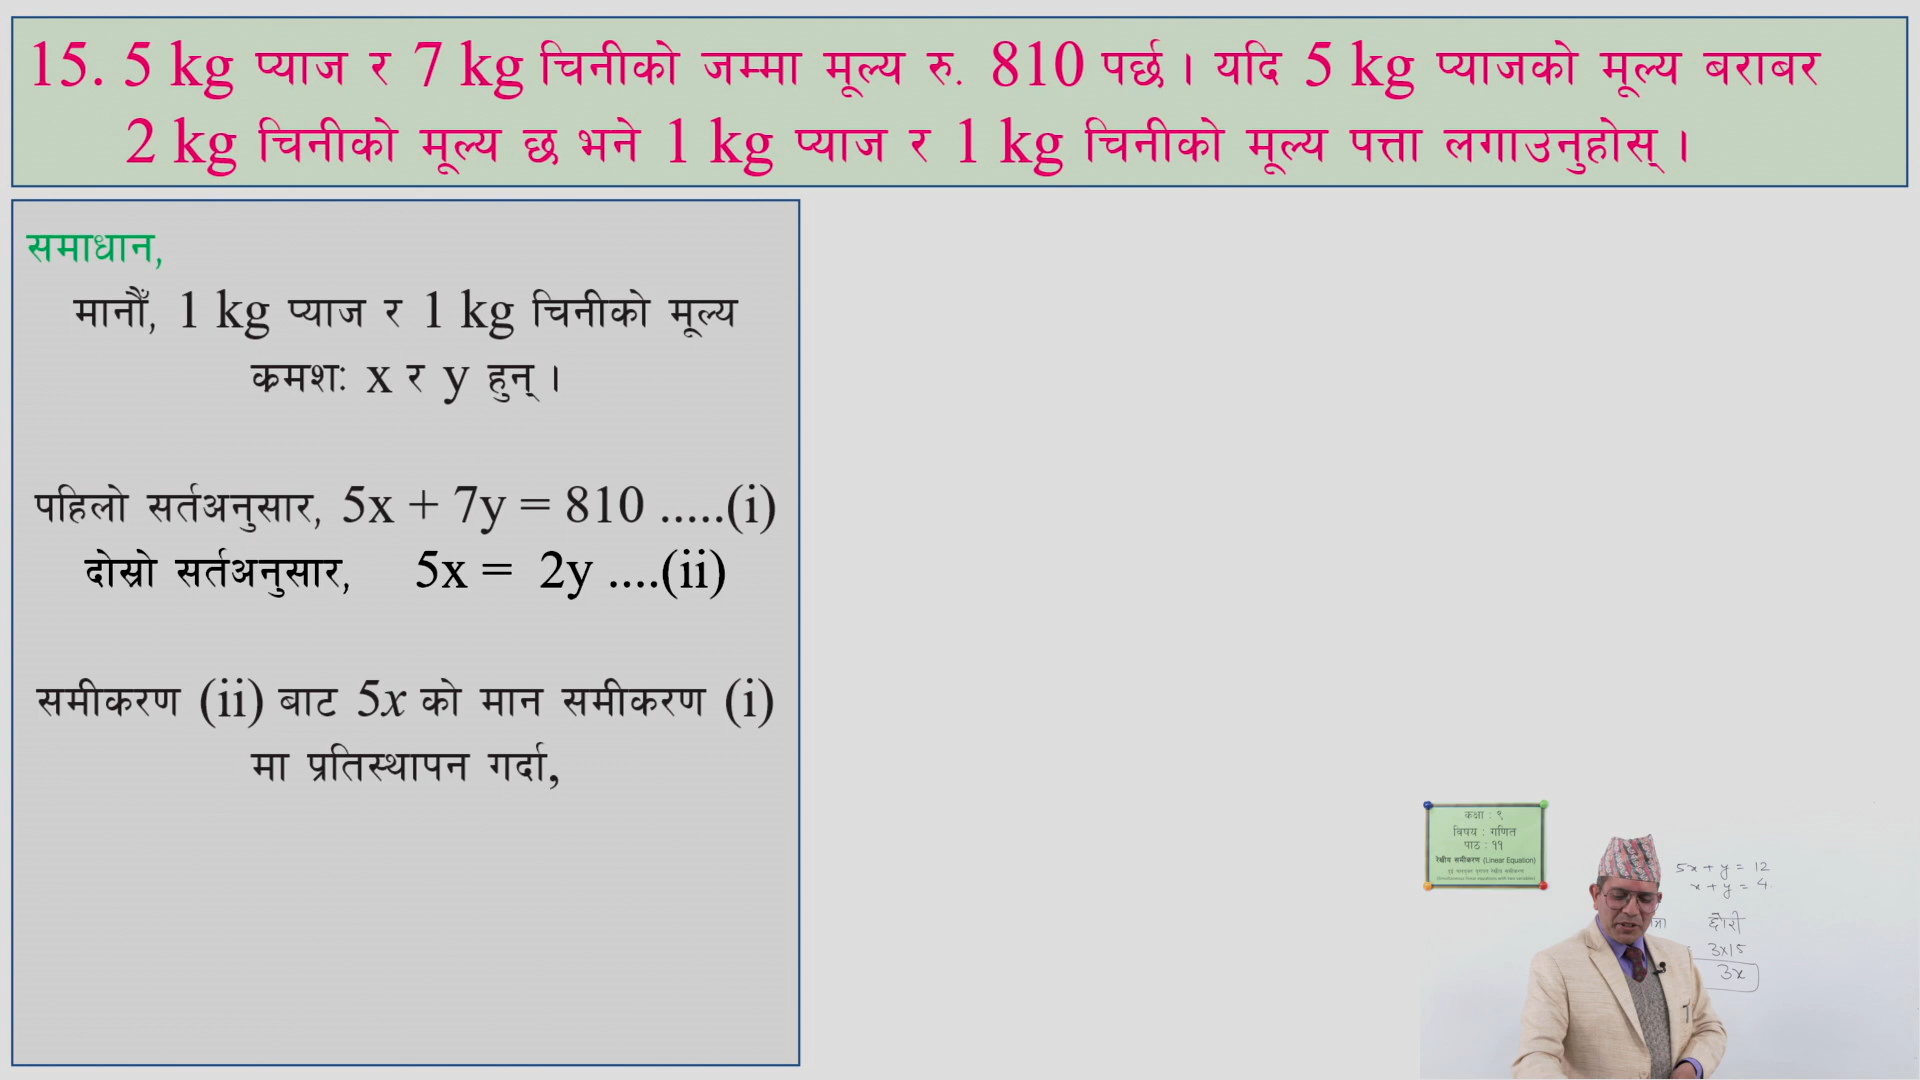 15. 5 kg प्याज र 7 kg चिनीको जम्मा मूल्य रु. 810 पर्छ । यदि 5 kg प्याजको मूल्य बराबर
2 kg चिनीको मूल्य छ भने 1 kg प्याज र 1 kg चिनीको मूल्य पत्ता लगाउनुहोस् ।
समाधान,
मानौँ, 1 kg प्याज र 1 kg चिनीको मूल्य
क्रमशः x र y हुन् ।
पहिलो सर्तअनुसार, 5x + 7y = 810 .....(i)
दोस्रो सर्तअनुसार, 5x = 2y ....(ii)
समीकरण (ii) बाट 5x को मान समीकरण (i)
मा प्रतिस्थापन गर्दा,
कक्षा : ९
विषय : गणित
पाठ : ११
रेखीय समीकरण (Linear Equation)
5x + y = 12
x + y = 4
छोरी
3x15
3x